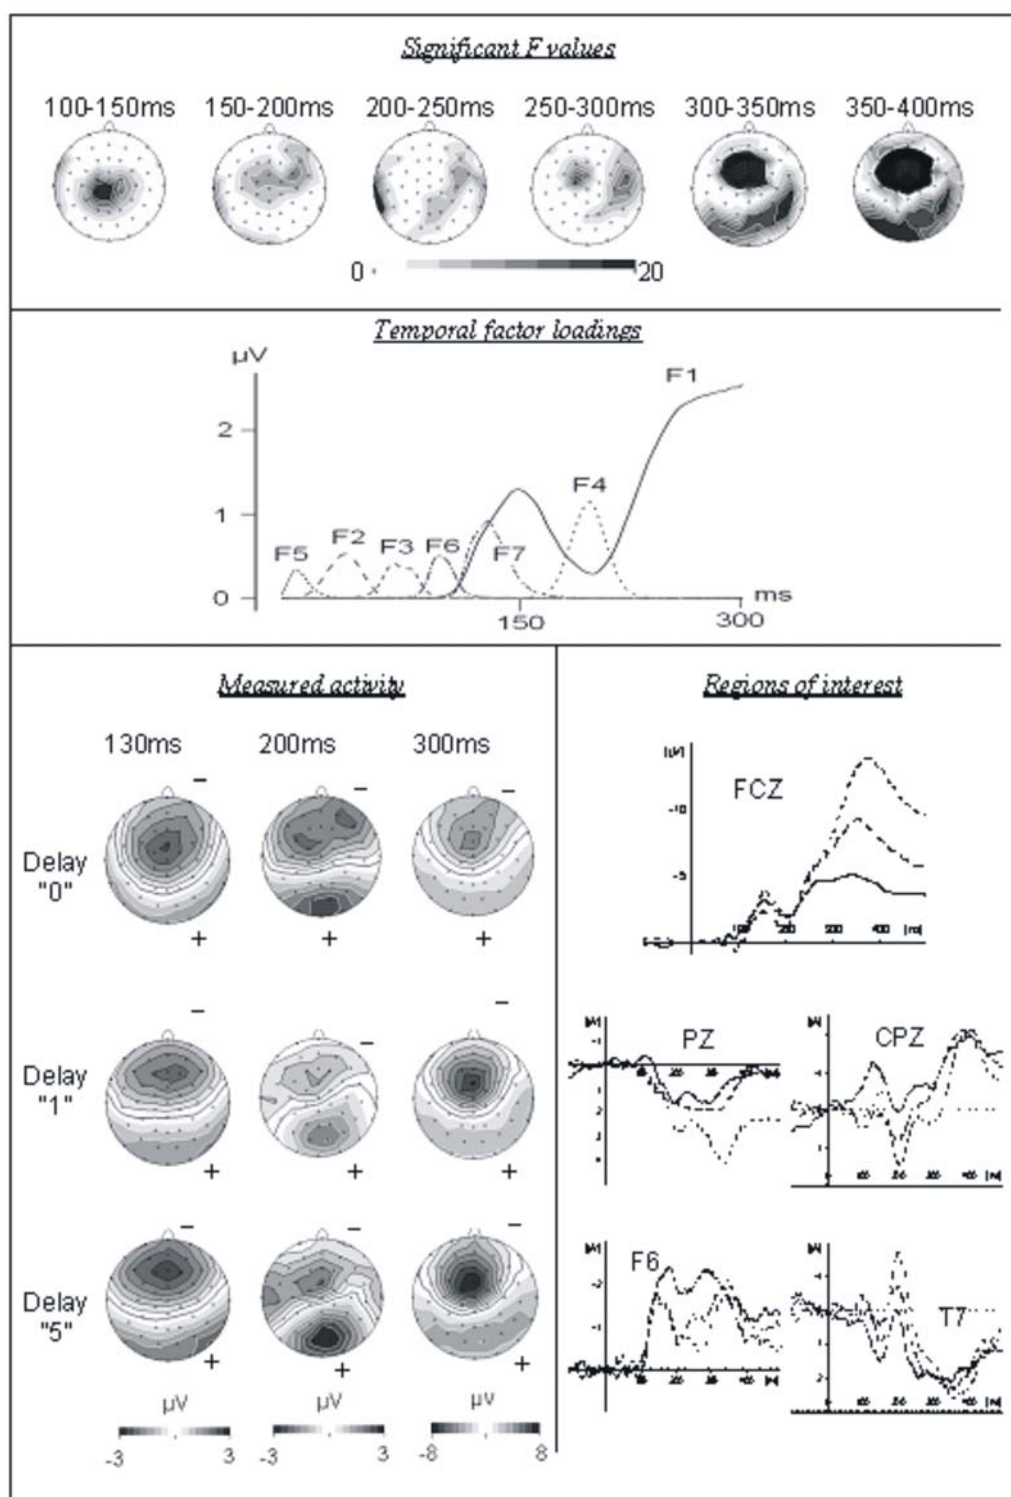 Significant F values
100-150ms 150-200ms 200-250ms 250-300ms 300-350ms 350-400ms
0 20
Temporal factor loadings
µV
F1
2
F4
1
F5 F2 F3 F6 F7
0
ms
150 300
Measured activity
130ms 200ms 300ms
− − −
Delay "0"
+ + +
− − −
Delay "1"
+ + +
− − −
Delay "5"
+ + +
µV µV µV
-3 3 -3 3 -8 8
Regions of interest
FCZ
-10
-5
400
PZ
CPZ
F6
T7